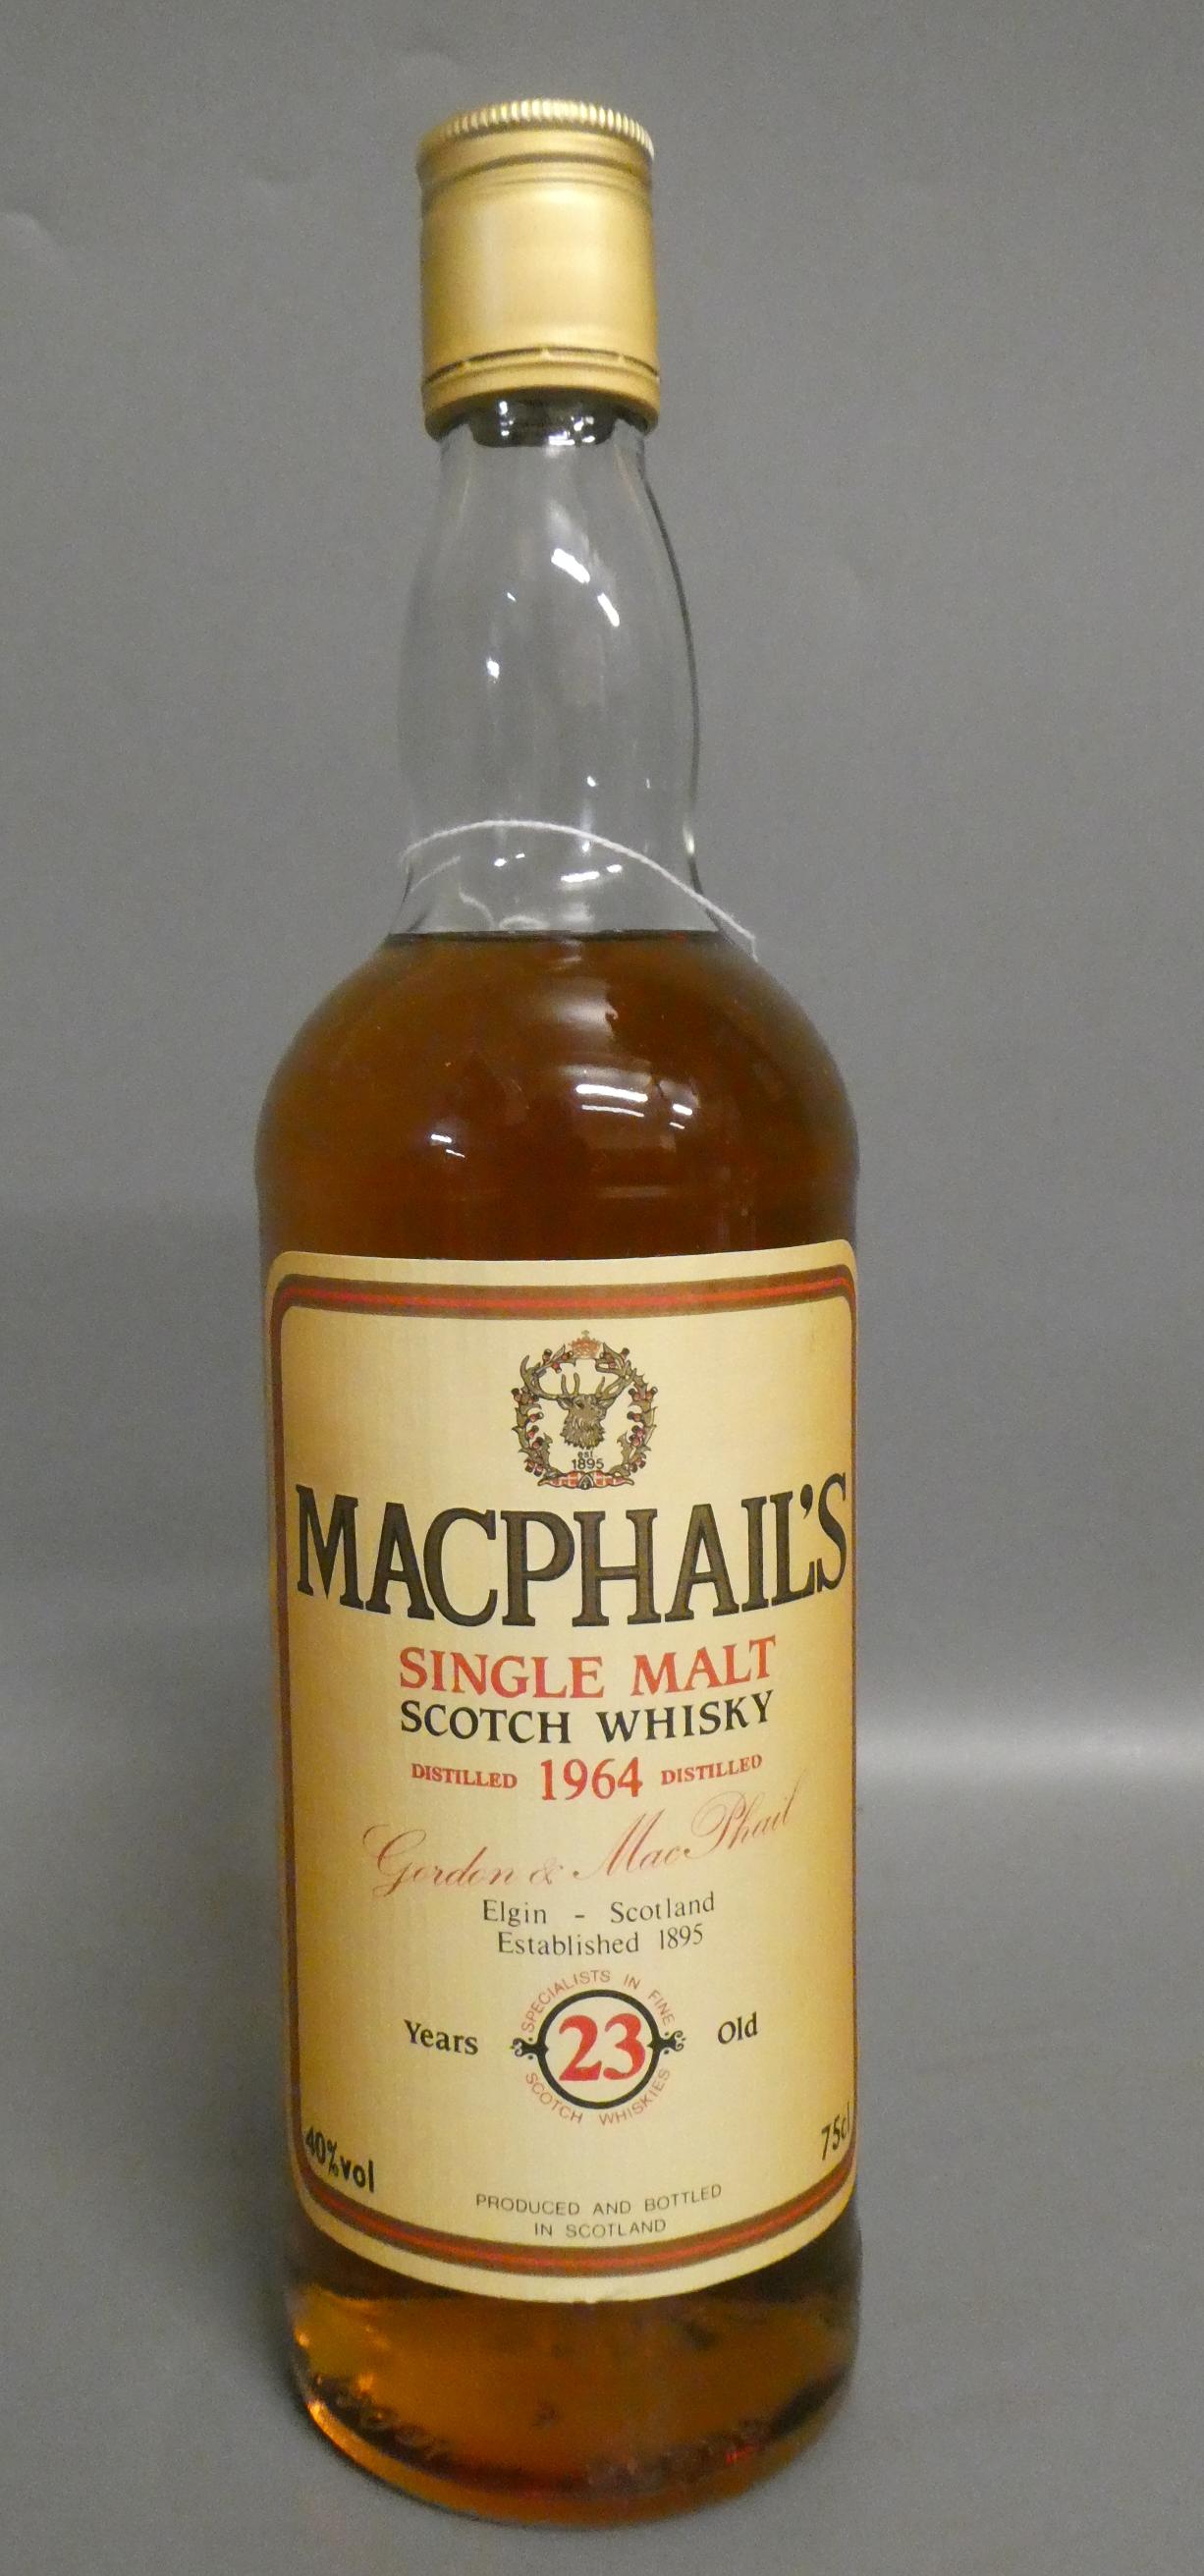 est
1895
MACPHAIL'S
SINGLE MALT
SCOTCH WHISKY
DISTILLED 1964 DISTILLED
Gordon & MacPhail
Elgin - Scotland
Established 1895
SPECIALISTS IN FINE
Years 23 Old
SCOTCH WHISKIES
40%vol 75cl
PRODUCED AND BOTTLED
IN SCOTLAND